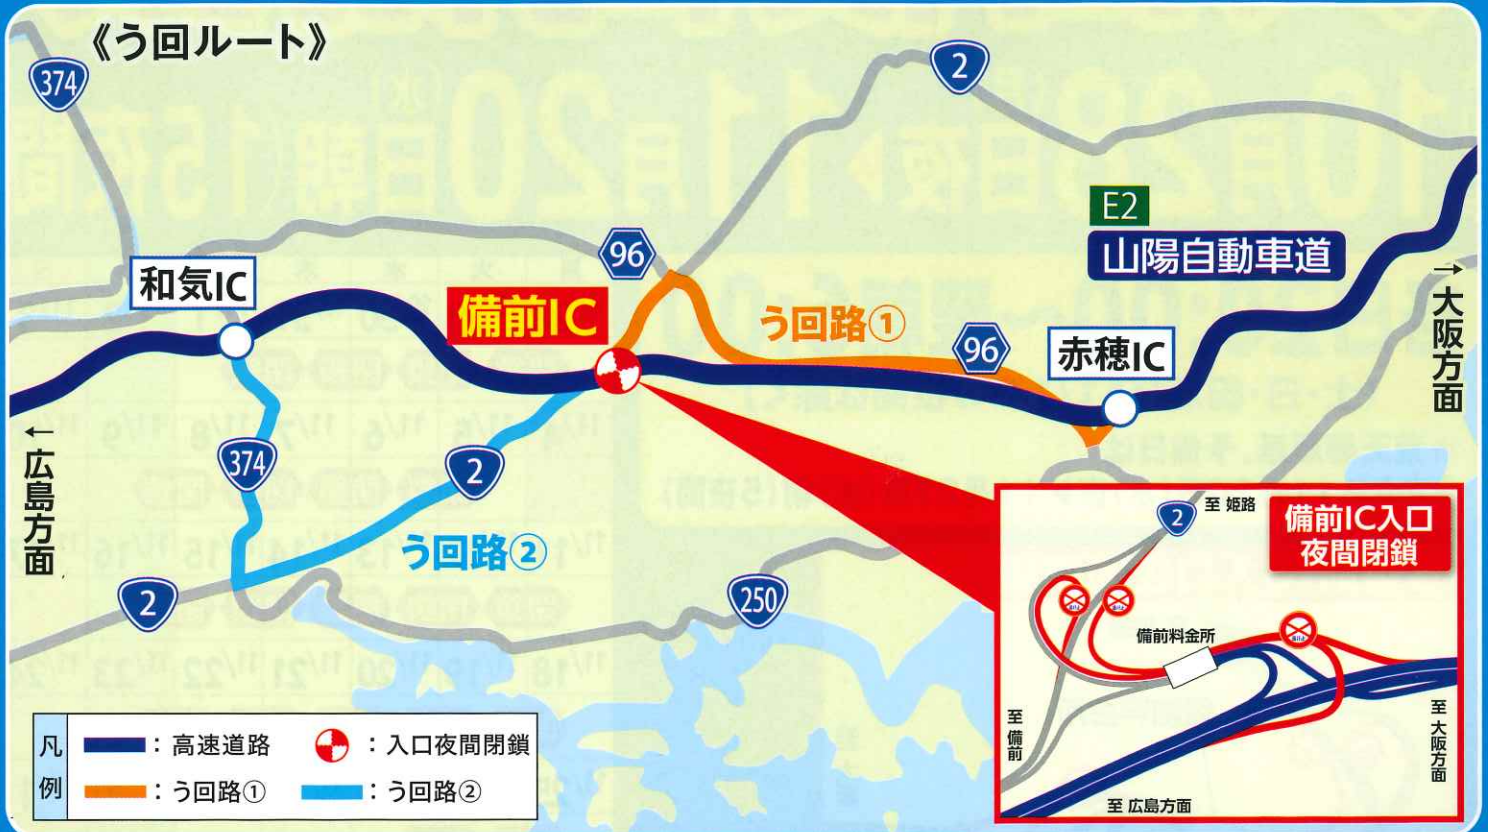 《う回ルート》
374
2
E2
山陽自動車道
96
和気IC
備前IC
う回路①
96
赤穂IC
→大阪方面
←広島方面
374
2
う回路②
2
250
備前IC入口
夜間閉鎖
2
至 姫路
備前料金所
至 備前
至 大阪方面
至 広島方面
凡例
：高速道路
：入口夜間閉鎖
：う回路①
：う回路②